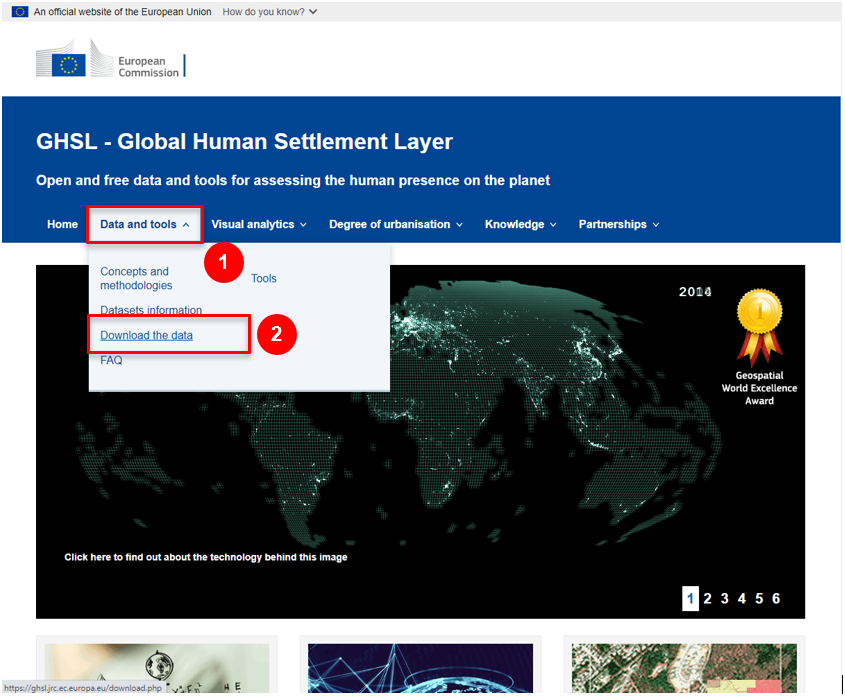 An official website of the European Union How do you know?
European
Commission
GHSL - Global Human Settlement Layer
Open and free data and tools for assessing the human presence on the planet
Home Data and tools Visual analytics Degree of urbanisation Knowledge Partnerships
1
Concepts and
methodologies
Tools
Datasets information
Download the data
2
FAQ
2014
1
Geospatial
World Excellence
Award
Click here to find out about the technology behind this image
1 2 3 4 5 6
https://ghsl.jrc.ec.europa.eu/download.php
H E